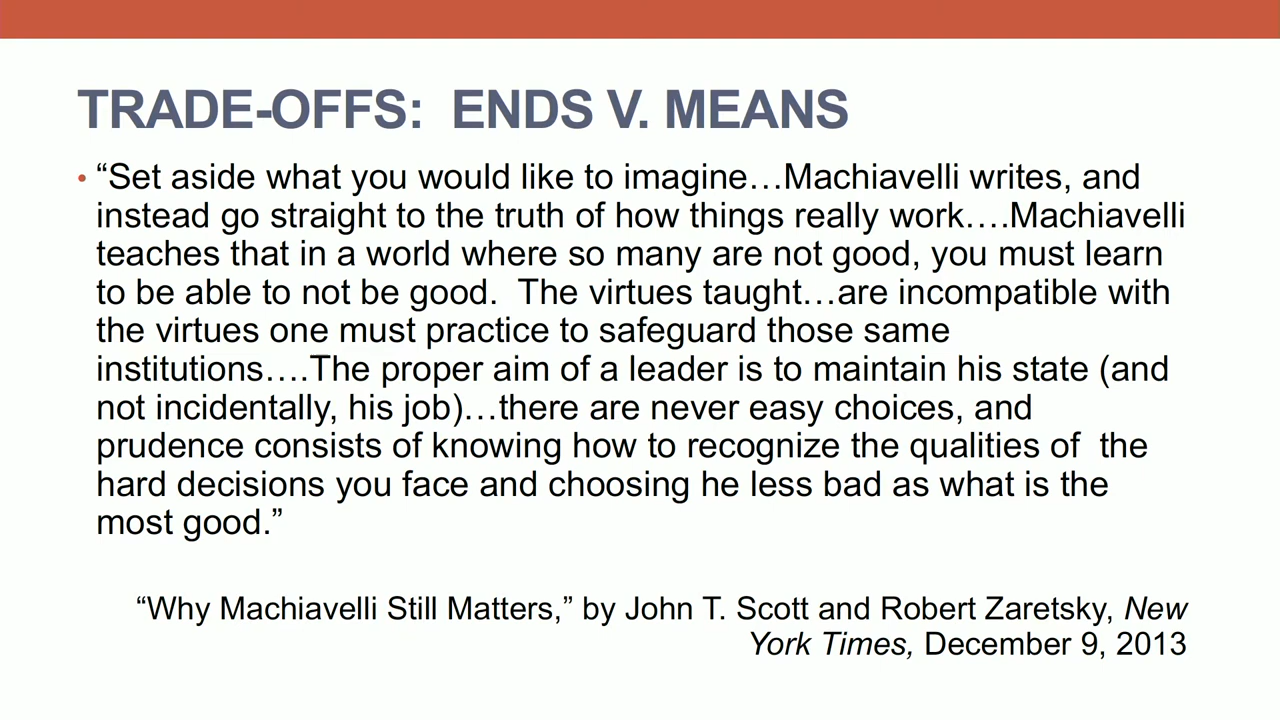 TRADE-OFFS:  ENDS V. MEANS
• “Set aside what you would like to imagine…Machiavelli writes, and
instead go straight to the truth of how things really work….Machiavelli
teaches that in a world where so many are not good, you must learn
to be able to not be good.  The virtues taught…are incompatible with
the virtues one must practice to safeguard those same
institutions….The proper aim of a leader is to maintain his state (and
not incidentally, his job)…there are never easy choices, and
prudence consists of knowing how to recognize the qualities of  the
hard decisions you face and choosing he less bad as what is the
most good.”
“Why Machiavelli Still Matters,” by John T. Scott and Robert Zaretsky, New
York Times, December 9, 2013